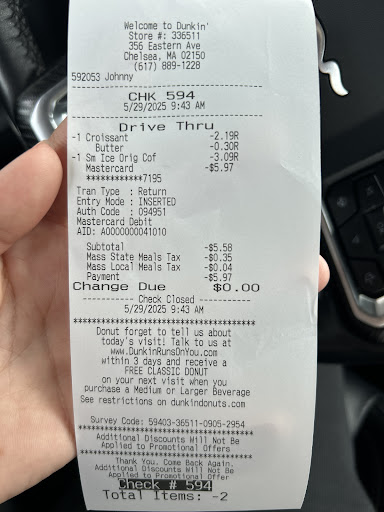 Welcome to Dunkin'
Store #: 336511
356 Eastern Ave
Chelsea, MA 02150
(617) 889-1228
592053 Johnny
CHK 594
5/29/2025 9:43 AM
Drive Thru
-1 Croissant -2.19R
Butter -0.30R
-1 Sm Ice Orig Cof -3.09R
Mastercard -$5.97
************7195
Tran Type : Return
Entry Mode : INSERTED
Auth Code : 094951
Mastercard Debit
AID: A0000000041010
Subtotal -$5.58
Mass State Meals Tax -$0.35
Mass Local Meals Tax -$0.04
Payment -$5.97
Change Due $0.00
----------- Check Closed -----------
5/29/2025 9:43 AM
************************************
Donut forget to tell us about
today's visit! Talk to us at
www.DunkinRunsOnYou.com
within 3 days and receive a
FREE CLASSIC DONUT
on your next visit when you
purchase a Medium or Larger Beverage
See restrictions on dunkindonuts.com
Survey Code: 59403-36511-0905-2954
************************************
Additional Discounts Will Not Be
Applied to Promotional Offers
************************************
Thank You. Come Back Again.
Additional Discounts Will Not Be
Applied to Promotional Offer
Check # 594
Total Items: -2